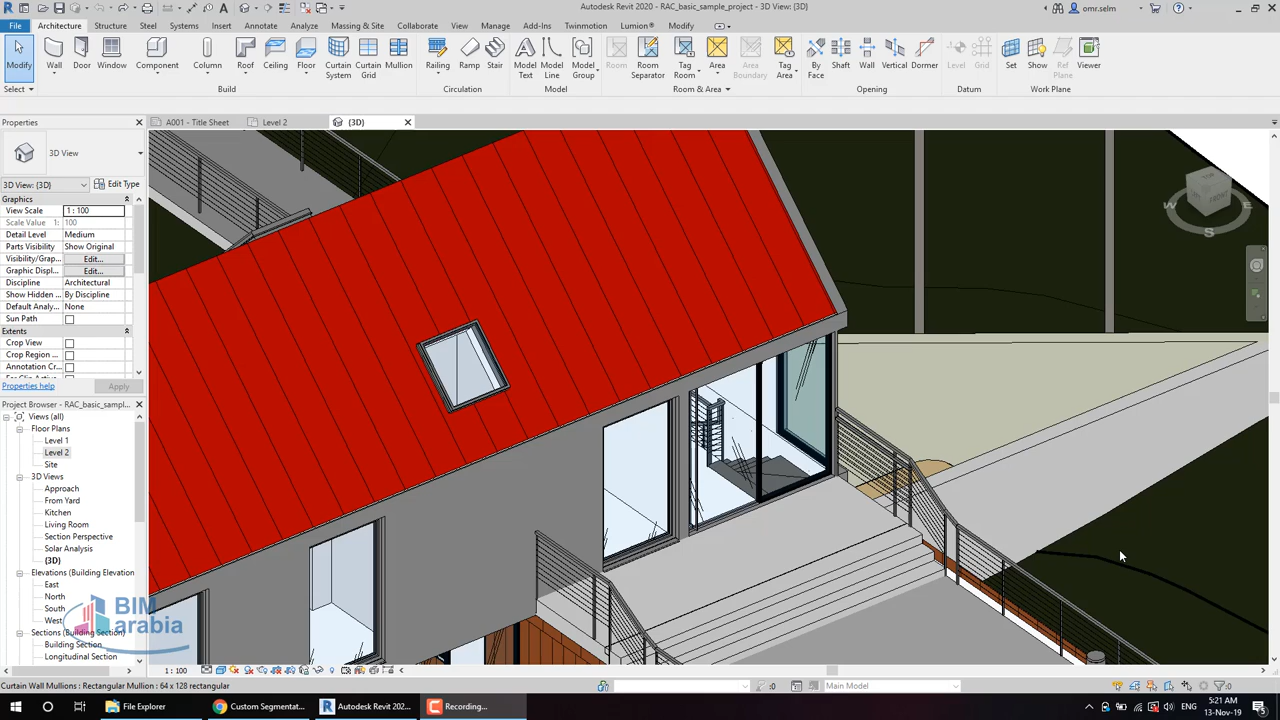 Autodesk Revit 2020 - RAC_basic_sample_project - 3D View: {3D}
omr.selm
File Architecture Structure Steel Systems Insert Annotate Analyze Massing & Site Collaborate View Manage Add-Ins Twinmotion Lumion® Modify
Modify Wall Door Window Component Column Roof Ceiling Floor Curtain System Curtain Grid Mullion Railing Ramp Stair Model Text Model Line Model Group Room Room Separator Tag Room Area Area Boundary Tag Area By Face Shaft Wall Vertical Dormer Level Grid Set Show Ref Plane Viewer
Select Build Circulation Model Room & Area Opening Datum Work Plane
Properties
A001 - Title Sheet Level 2 {3D}
3D View
3D View: {3D} Edit Type
Graphics
View Scale 1 : 100
Scale Value 1: 100
Detail Level Medium
Parts Visibility Show Original
Visibility/Grap... Edit...
Graphic Displ... Edit...
Discipline Architectural
Show Hidden ... By Discipline
Default Analy... None
Sun Path
Extents
Crop View
Crop Region ...
Annotation Cr...
Properties help Apply
Project Browser - RAC_basic_sampl...
Views (all)
Floor Plans
Level 1
Level 2
Site
3D Views
Approach
From Yard
Kitchen
Living Room
Section Perspective
Solar Analysis
{3D}
Elevations (Building Elevation
East
North
South
West
Sections (Building Section)
Building Section
Longitudinal Section
BIM
arabia
TOP
FRONT
W E
S
1 : 100
Curtain Wall Mullions : Rectangular Mullion : 64 x 128 rectangular
:0 Main Model :0
File Explorer Custom Segmentat... Autodesk Revit 202... Recording...
5:21 AM
13-Nov-19